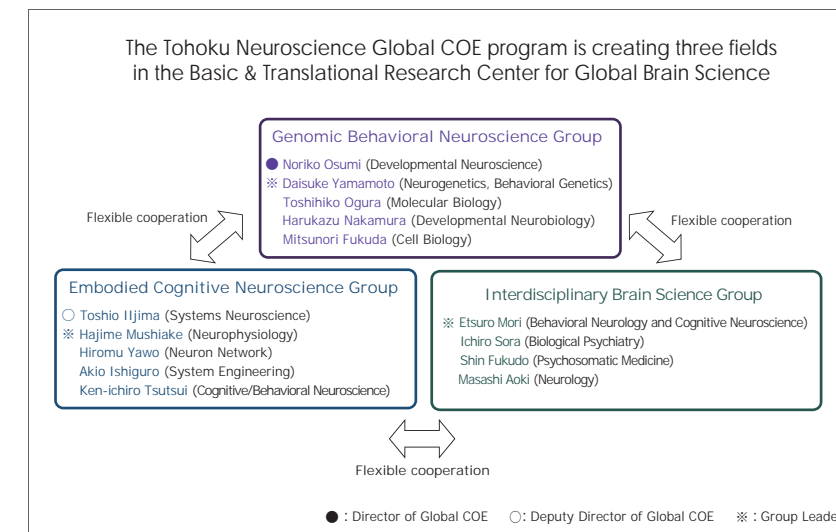 The Tohoku Neuroscience Global COE program is creating three fields
in the Basic & Translational Research Center for Global Brain Science
Genomic Behavioral Neuroscience Group
● Noriko Osumi (Developmental Neuroscience)
※ Daisuke Yamamoto (Neurogenetics, Behavioral Genetics)
Toshihiko Ogura (Molecular Biology)
Harukazu Nakamura (Developmental Neurobiology)
Mitsunori Fukuda (Cell Biology)
Flexible cooperation
Flexible cooperation
Embodied Cognitive Neuroscience Group
○ Toshio IIjima (Systems Neuroscience)
※ Hajime Mushiake (Neurophysiology)
Hiromu Yawo (Neuron Network)
Akio Ishiguro (System Engineering)
Ken-ichiro Tsutsui (Cognitive/Behavioral Neuroscience)
Interdisciplinary Brain Science Group
※ Etsuro Mori (Behavioral Neurology and Cognitive Neuroscience)
Ichiro Sora (Biological Psychiatry)
Shin Fukudo (Psychosomatic Medicine)
Masashi Aoki (Neurology)
Flexible cooperation
● : Director of Global COE ○: Deputy Director of Global COE ※ : Group Leade